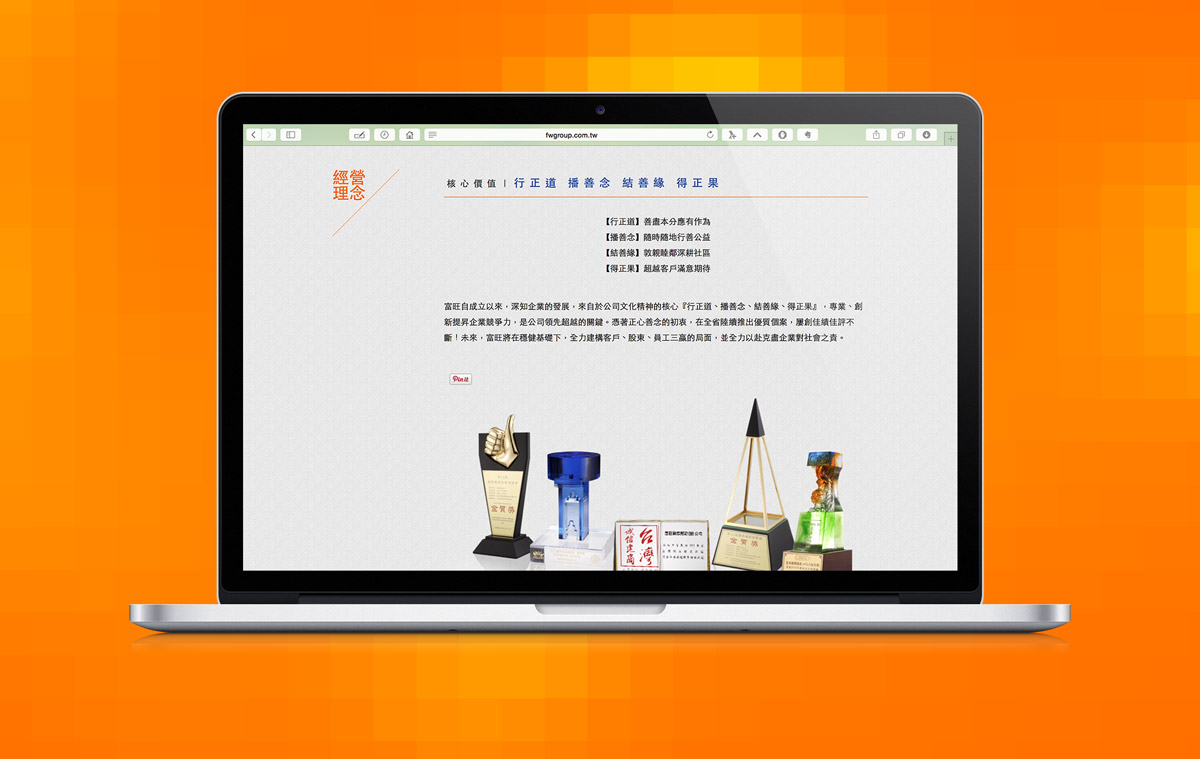 fwgroup.com.tw
經營
理念
核心價值 | 行正道 播善念 結善緣 得正果
【行正道】善盡本分應有作為
【播善念】隨時隨地行善公益
【結善緣】敦親睦鄰深耕社區
【得正果】超越客戶滿意期待
富旺自成立以來，深知企業的發展，來自於公司文化精神的核心『行正道、播善念、結善緣、得正果』，專業、創
新提昇企業競爭力，是公司領先超越的關鍵。憑著正心善念的初衷，在全省陸續推出優質個案，屢創佳績佳評不
斷！未來，富旺將在穩健基礎下，全力建構客戶、股東、員工三贏的局面，並全力以赴克盡企業對社會之責。
Pin it
金質獎
台灣
誠信建商
金質獎